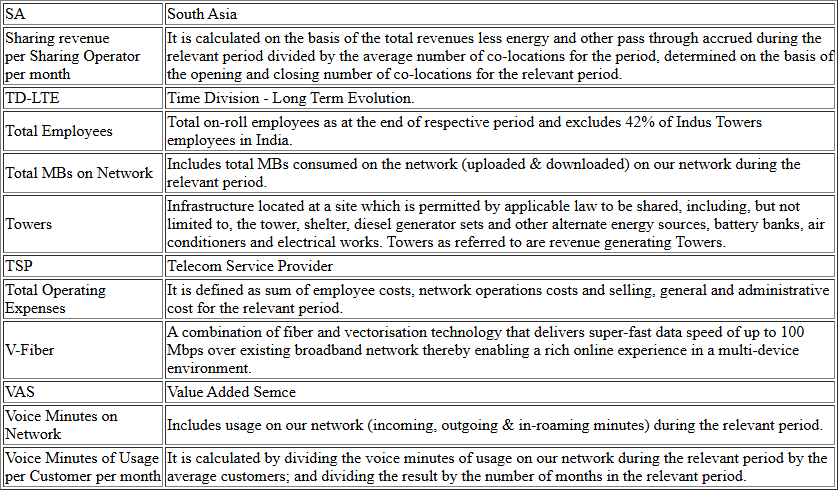 SA
South Asia
Sharing revenue
per Sharing Operator
per month
It is calculated on the basis of the total revenues less energy and other pass through accrued during the
relevant period divided by the average number of co-locations for the period, determined on the basis of
the opening and closing number of co-locations for the relevant period.
TD-LTE
Time Division - Long Term Evolution.
Total Employees
Total on-roll employees as at the end of respective period and excludes 42% of Indus Towers
employees in India.
Total MBs on Network
Includes total MBs consumed on the network (uploaded & downloaded) on our network during the
relevant period.
Towers
Infrastructure located at a site which is permitted by applicable law to be shared, including, but not
limited to, the tower, shelter, diesel generator sets and other alternate energy sources, battery banks, air
conditioners and electrical works. Towers as referred to are revenue generating Towers.
TSP
Telecom Service Provider
Total Operating
Expenses
It is defined as sum of employee costs, network operations costs and selling, general and administrative
cost for the relevant period.
V-Fiber
A combination of fiber and vectorisation technology that delivers super-fast data speed of up to 100
Mbps over existing broadband network thereby enabling a rich online experience in a multi-device
environment.
VAS
Value Added Semce
Voice Minutes on
Network
Includes usage on our network (incoming, outgoing & in-roaming minutes) during the relevant period.
Voice Minutes of Usage
per Customer per month
It is calculated by dividing the voice minutes of usage on our network during the relevant period by the
average customers; and dividing the result by the number of months in the relevant period.